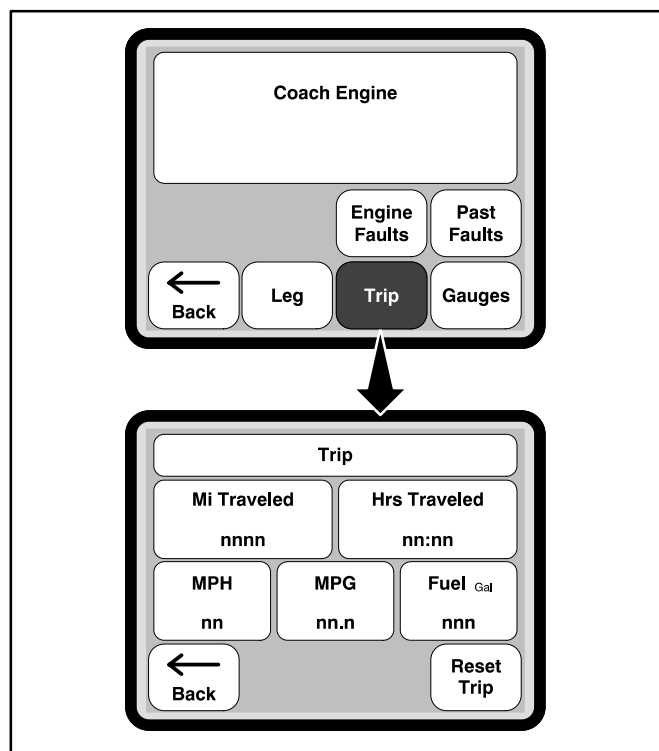 Coach Engine
Engine
Faults
Past
Faults
Back
Leg
Trip
Gauges
Trip
Mi Traveled
nnnn
Hrs Traveled
nn:nn
MPH
nn
MPG
nn.n
Fuel Gal
nnn
Back
Reset
Trip